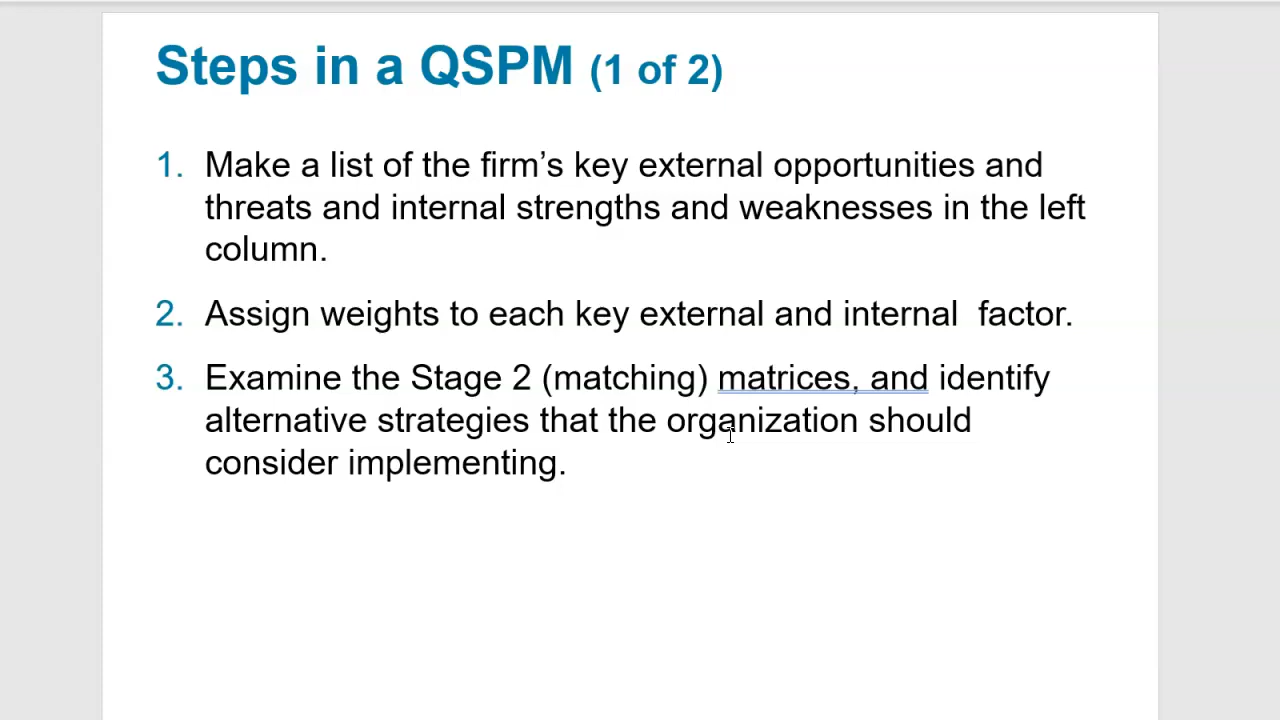 Steps in a QSPM (1 of 2)
1. Make a list of the firm’s key external opportunities and
threats and internal strengths and weaknesses in the left
column.
2. Assign weights to each key external and internal  factor.
3. Examine the Stage 2 (matching) matrices, and identify
alternative strategies that the organization should
consider implementing.